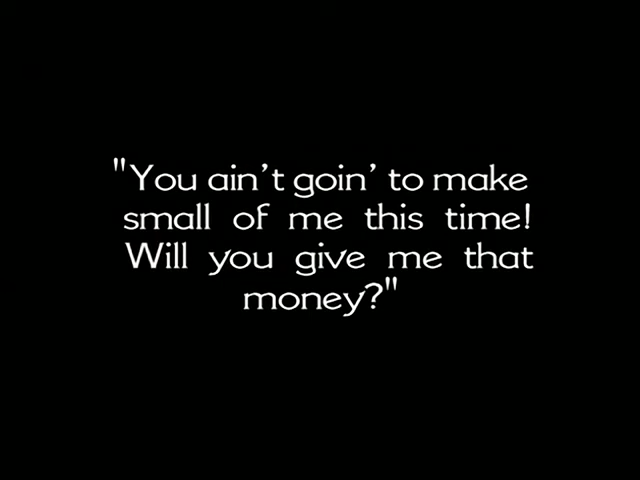 "You ain't goin' to make
small of me this time!
Will you give me that
money?"